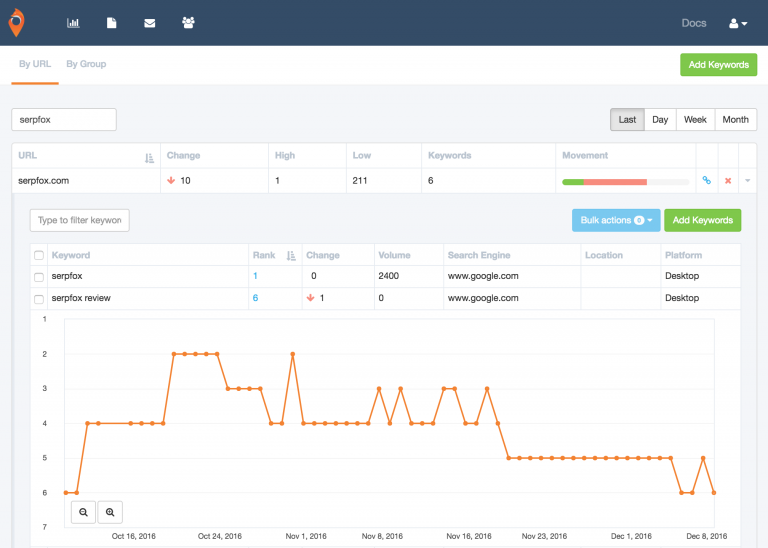 Docs
By URL By Group Add Keywords
serpfox Last Day Week Month
URL Change High Low Keywords Movement
serpfox.com 10 1 211 6
Type to filter keywor Bulk actions 0 Add Keywords
Keyword Rank Change Volume Search Engine Location Platform
serpfox 1 0 2400 www.google.com Desktop
serpfox review 6 1 0 www.google.com Desktop
1
2
3
4
5
6
7
Oct 16, 2016 Oct 24, 2016 Nov 1, 2016 Nov 8, 2016 Nov 16, 2016 Nov 23, 2016 Dec 1, 2016 Dec 8, 2016